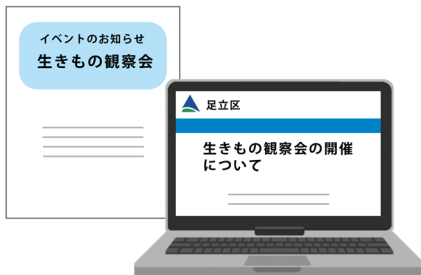 イベントのお知らせ
生きもの観察会
足立区
生きもの観察会の開催
について